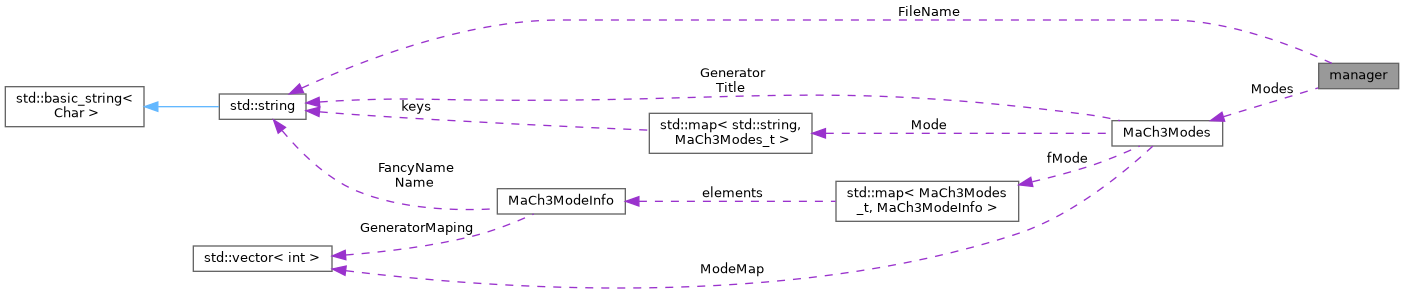 FileName
manager
Generator
Title
Modes
std::basic_string<
Char >
std::string
keys
std::map< std::string,
MaCh3Modes_t >
Mode
MaCh3Modes
fMode
FancyName
Name
MaCh3ModeInfo
elements
std::map< MaCh3Modes
_t, MaCh3ModeInfo >
GeneratorMaping
std::vector< int >
ModeMap